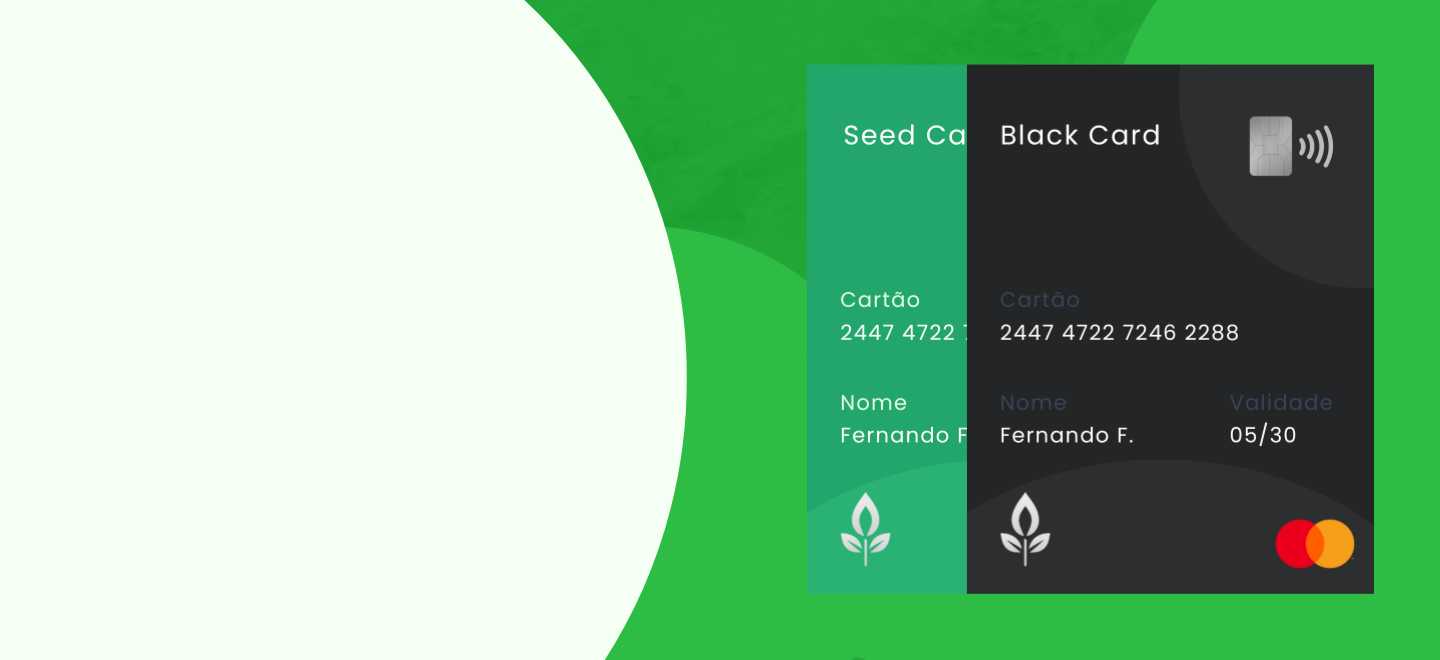 Seed Ca
Cartão
2447 4722
Nome
Fernando F
Black Card
Cartão
2447 4722 7246 2288
Nome
Validade
Fernando F.
05/30